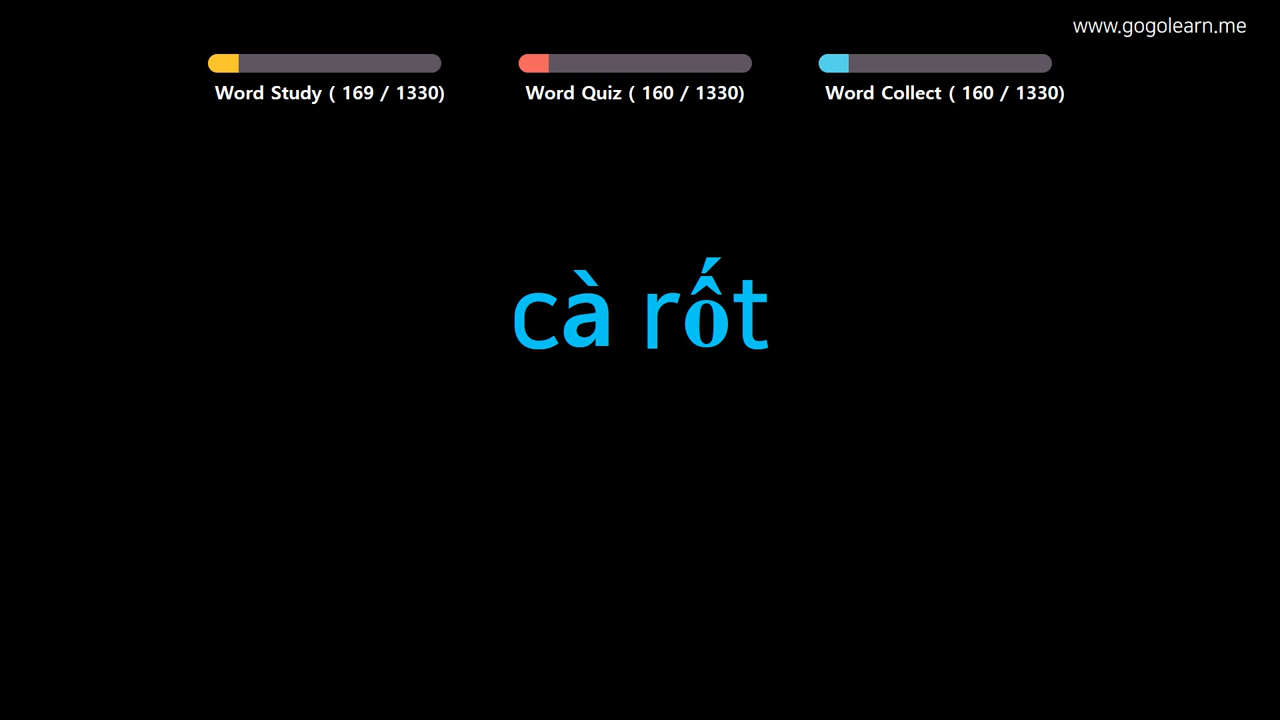 www.gogolearn.me
Word Study ( 169 / 1330)
Word Quiz ( 160 / 1330)
Word Collect ( 160 / 1330)
cà rốt